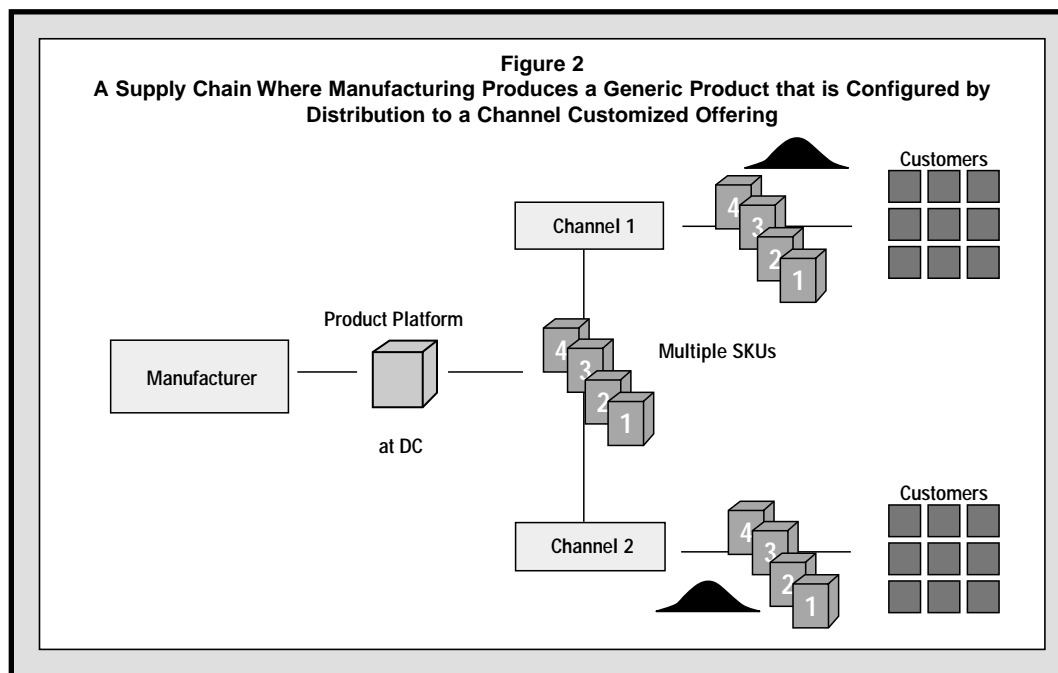 Figure 2
A Supply Chain Where Manufacturing Produces a Generic Product that is Configured by
Distribution to a Channel Customized Offering
Customers
4
3
2
1
Channel 1
Product Platform
Manufacturer
at DC
4
3
2
1
Multiple SKUs
Channel 2
4
3
2
1
Customers